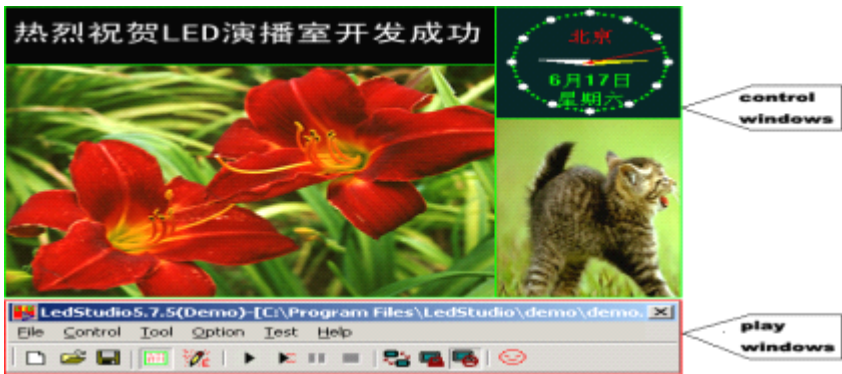 热烈祝贺LED演播室开发成功
北京
6月17日
星期六
control
windows
LedStudio5.7.5(Demo)-[C:\Program Files\LedStudio\demo\demo.
File Control Tool Option Test Help
play
windows